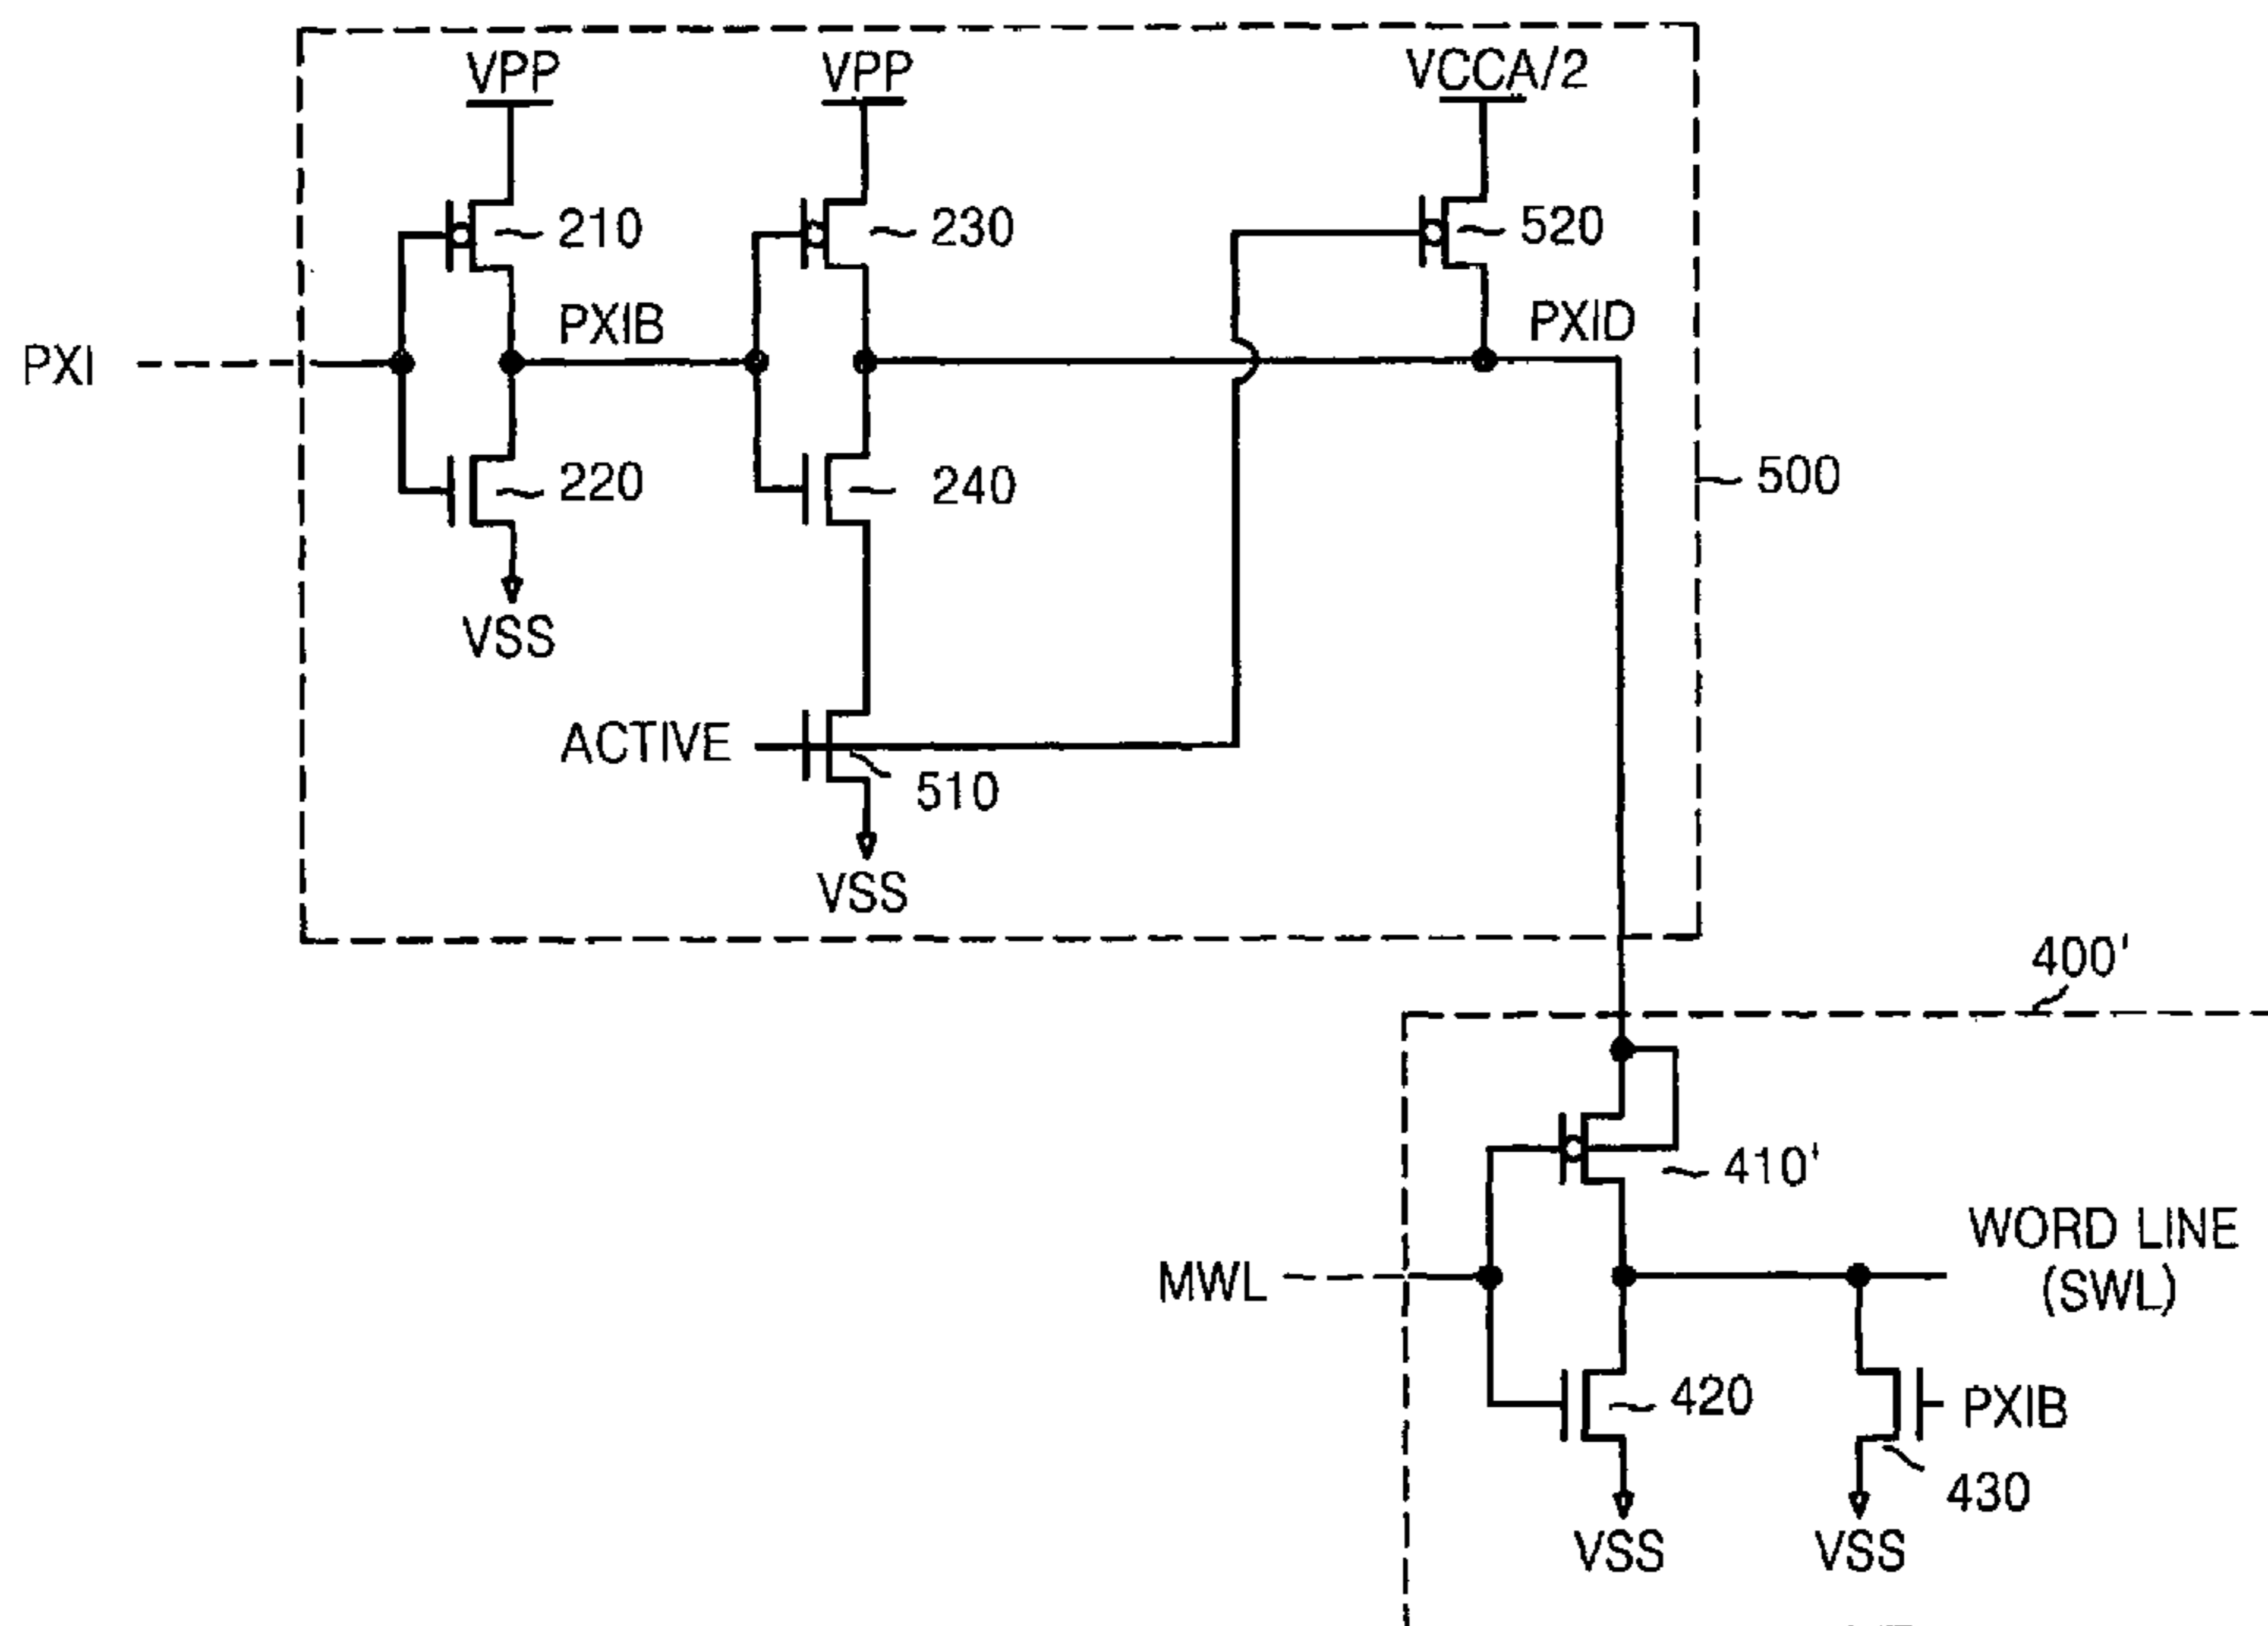 VPP
VPP
VCCA/2
210
230
520
PXIB
PXID
PXI
220
240
500
VSS
ACTIVE
510
VSS
400'
410'
WORD LINE
(SWL)
MWL
420
PXIB
430
VSS
VSS